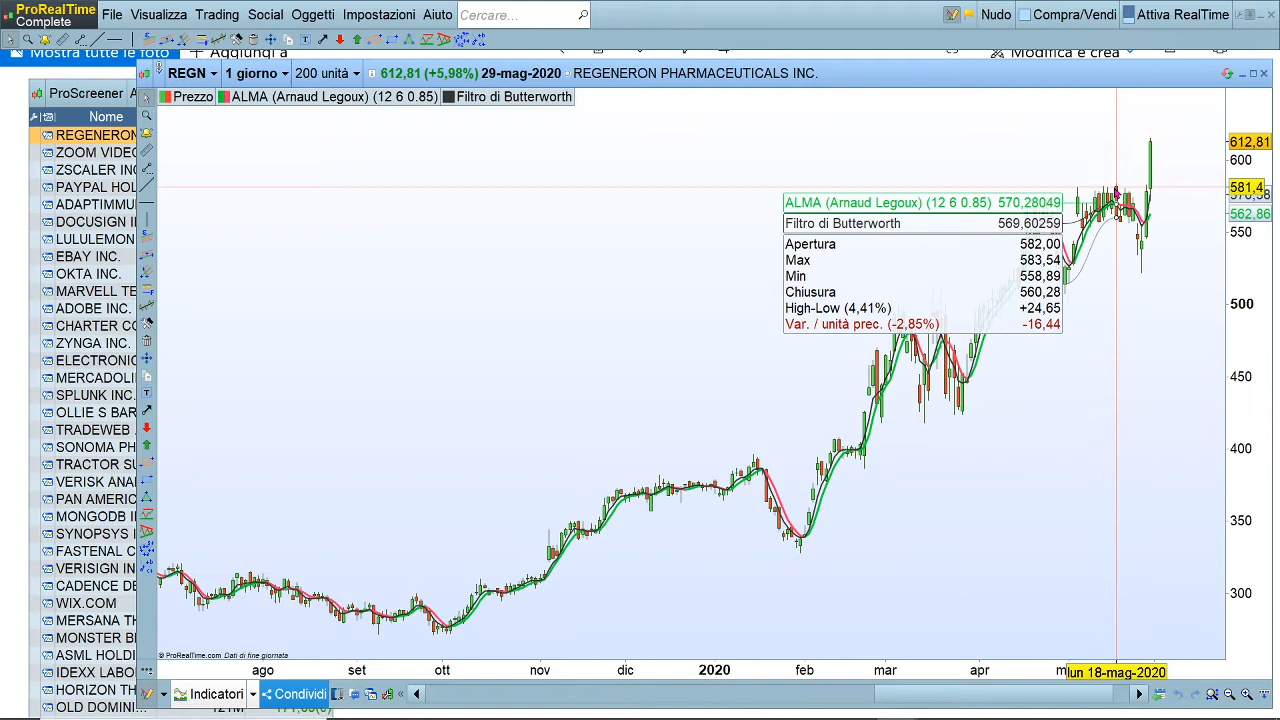 ProRealTime
Complete
File Visualizza Trading Social Oggetti Impostazioni Aiuto Cercare... Nudo Compra/Vendi Attiva RealTime
Mostra tutte le foto Aggiungi a Modifica e crea
REGN 1 giorno 200 unità 612,81 (+5,98%) 29-mag-2020 REGENERON PHARMACEUTICALS INC.
Prezzo ALMA (Arnaud Legoux) (12 6 0.85) Filtro di Butterworth
ProScreener
Nome
REGENERON
ZOOM VIDEO
ZSCALER INC
PAYPAL HOL
ADAPTIMMU
DOCUSIGN I
LULULEMON
EBAY INC.
OKTA INC.
MARVELL TE
ADOBE INC.
CHARTER CO
ZYNGA INC.
ELECTRONIC
MERCADOLI
SPLUNK INC.
OLLIE S BAR
TRADEWEB
SONOMA PH
TRACTOR SU
VERISK ANA
PAN AMERIC
MONGODB I
SYNOPSYS I
FASTENAL C
VERISIGN IN
CADENCE DE
WIX.COM
MERSANA TH
MONSTER BE
ASML HOLDI
IDEXX LABO
HORIZON TH
OLD DOMINI...
ALMA (Arnaud Legoux) (12 6 0.85) 570,28049
Filtro di Butterworth 569,60259
Apertura 582,00
Max 583,54
Min 558,89
Chiusura 560,28
High-Low (4,41%) +24,65
Var. / unità prec. (-2,85%) -16,44
612,81
600
581,4
562,86
550
500
450
400
350
300
© ProRealTime.com Dati di fine giornata
ago set ott nov dic 2020 feb mar apr lun 18-mag-2020
Indicatori Condividi